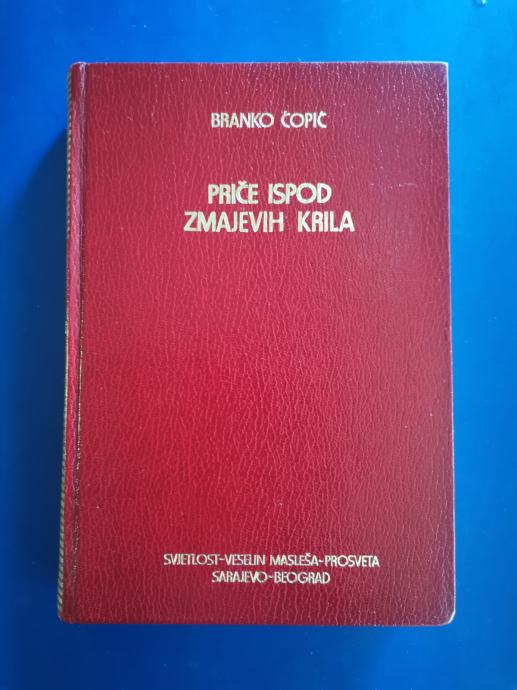 BRANKO ĆOPIĆ
PRIČE ISPOD
ZMAJEVIH KRILA
SVJETLOST-VESELIN MASLEŠA-PROSVETA
SARAJEVO-BEOGRAD